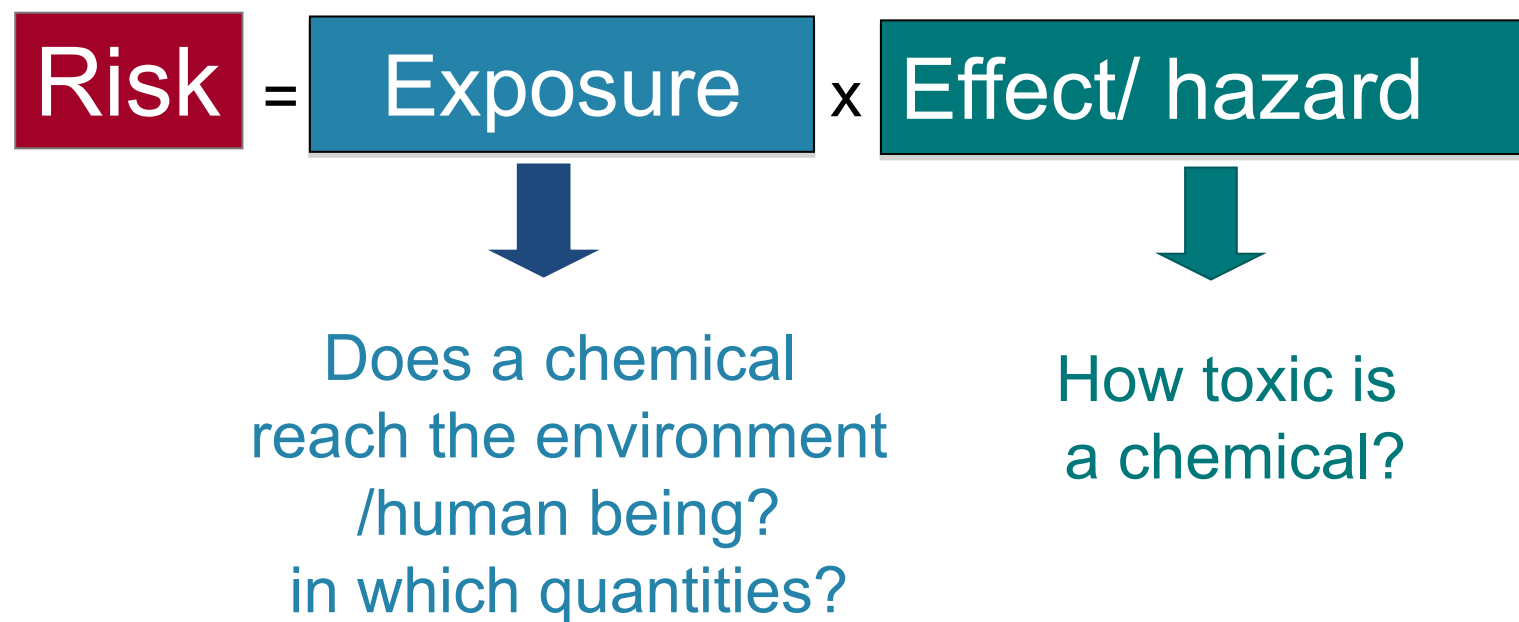 Risk = Exposure x Effect/ hazard
Does a chemical
reach the environment
/human being?
in which quantities?
How toxic is
a chemical?